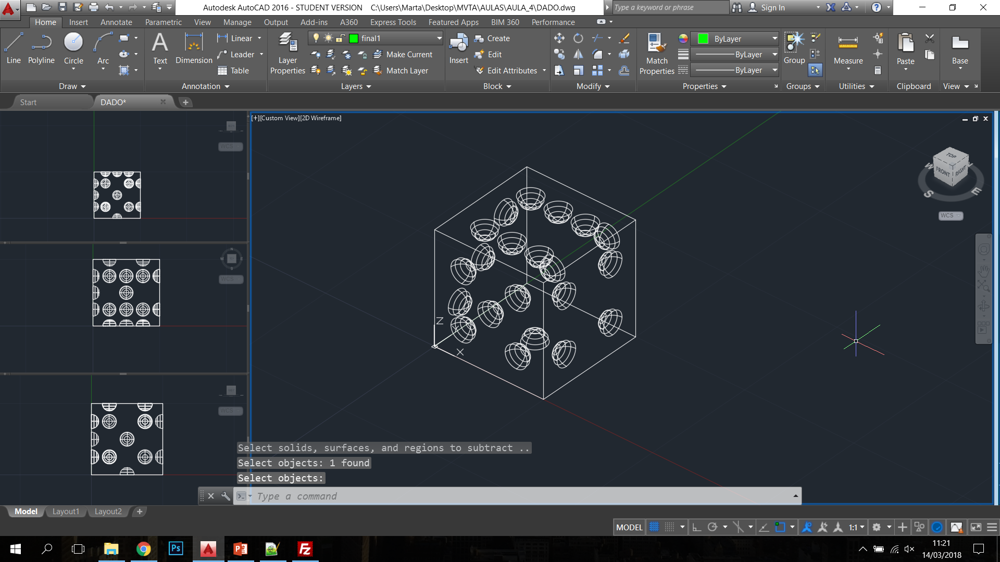 Autodesk AutoCAD 2016 - STUDENT VERSION C:\Users\Marta\Desktop\MVTA\AULAS\AULA_4\DADO.dwg
Type a keyword or phrase
Sign In
Home Insert Annotate Parametric View Manage Output Add-ins A360 Express Tools Featured Apps BIM 360 Performance
Line Polyline Circle Arc
Text Dimension
Linear
Leader
Table
Layer Properties
final1
Make Current
Match Layer
Insert
Create
Edit
Edit Attributes
Match Properties
ByLayer
ByLayer
ByLayer
Group
Measure
Paste
Base
Draw Annotation Layers Block Modify Properties Groups Utilities Clipboard View
Start DADO*
[+][Custom View][2D Wireframe]
WCS
N
W E
S
WCS
WCS
TOP
FRONT RIGHT
W
S E
WCS
Z
X
Select solids, surfaces, and regions to subtract ..
Select objects: 1 found
Select objects:
Type a command
Model Layout1 Layout2
MODEL 1:1
Ps
11:21
14/03/2018